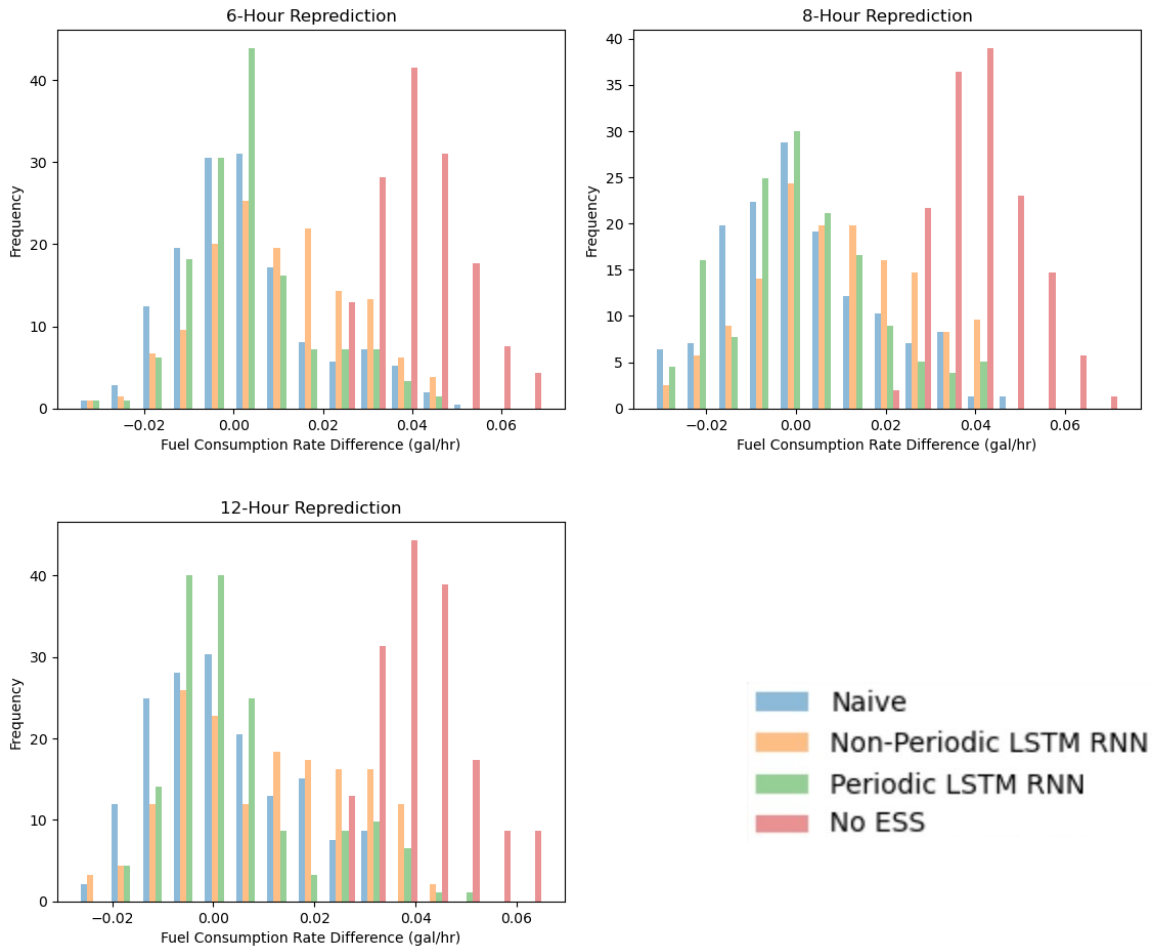 6-Hour Reprediction
Frequency
40
30
20
10
0
−0.02 0.00 0.02 0.04 0.06
Fuel Consumption Rate Difference (gal/hr)
8-Hour Reprediction
Frequency
40
35
30
25
20
15
10
5
0
−0.02 0.00 0.02 0.04 0.06
Fuel Consumption Rate Difference (gal/hr)
12-Hour Reprediction
Frequency
40
30
20
10
0
−0.02 0.00 0.02 0.04 0.06
Fuel Consumption Rate Difference (gal/hr)
Naive
Non-Periodic LSTM RNN
Periodic LSTM RNN
No ESS